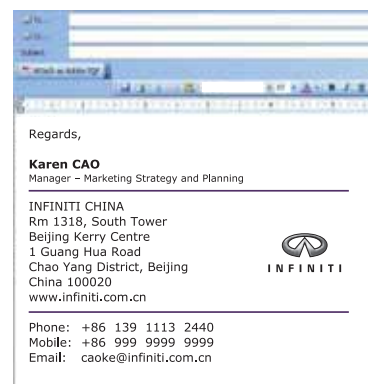 Regards,
Karen CAO
Manager – Marketing Strategy and Planning
INFINITI CHINA
Rm 1318, South Tower
Beijing Kerry Centre
1 Guang Hua Road
Chao Yang District, Beijing
China 100020
www.infiniti.com.cn
INFINITI
Phone: +86 139 1113 2440
Mobile: +86 999 9999 9999
Email: caoke@infiniti.com.cn